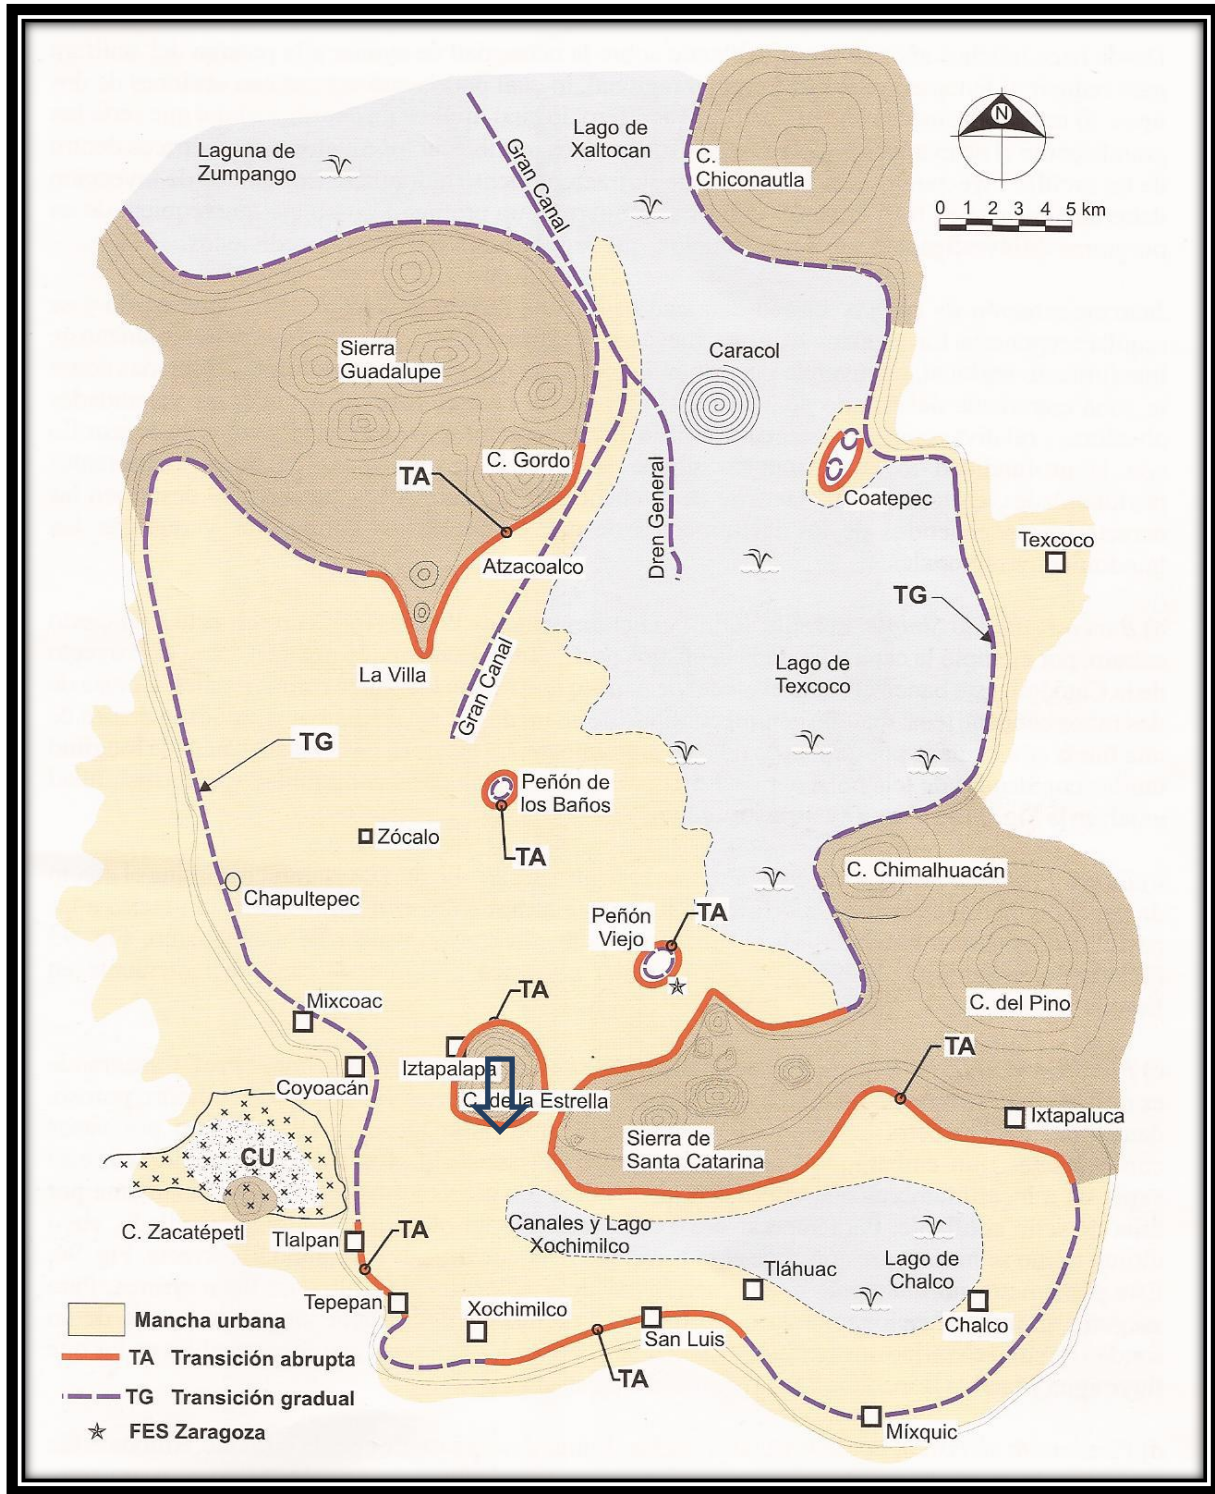 Laguna de
Zumpango
Lago de
Xaltocan
Gran Canal
C.
Chiconautla
N
0 1 2 3 4 5 km
Sierra
Guadalupe
Caracol
C. Gordo
TA
Coatepec
Dren General
Atzacoalco
Texcoco
TG
La Villa
Gran Canal
Lago de
Texcoco
TG
Peñón de
los Baños
Zócalo
TA
C. Chimalhuacán
Chapultepec
Peñón
Viejo
TA
TA
Mixcoac
C. del Pino
Iztapalapa
TA
Coyoacán
C. de la Estrella
Ixtapaluca
Sierra de
Santa Catarina
CU
C. Zacatépetl
Tlalpan
TA
Canales y Lago
Xochimilco
Lago de
Chalco
Tláhuac
Tepepan
Xochimilco
San Luis
Chalco
TA
Míxquic
Mancha urbana
TA Transición abrupta
TG Transición gradual
FES Zaragoza